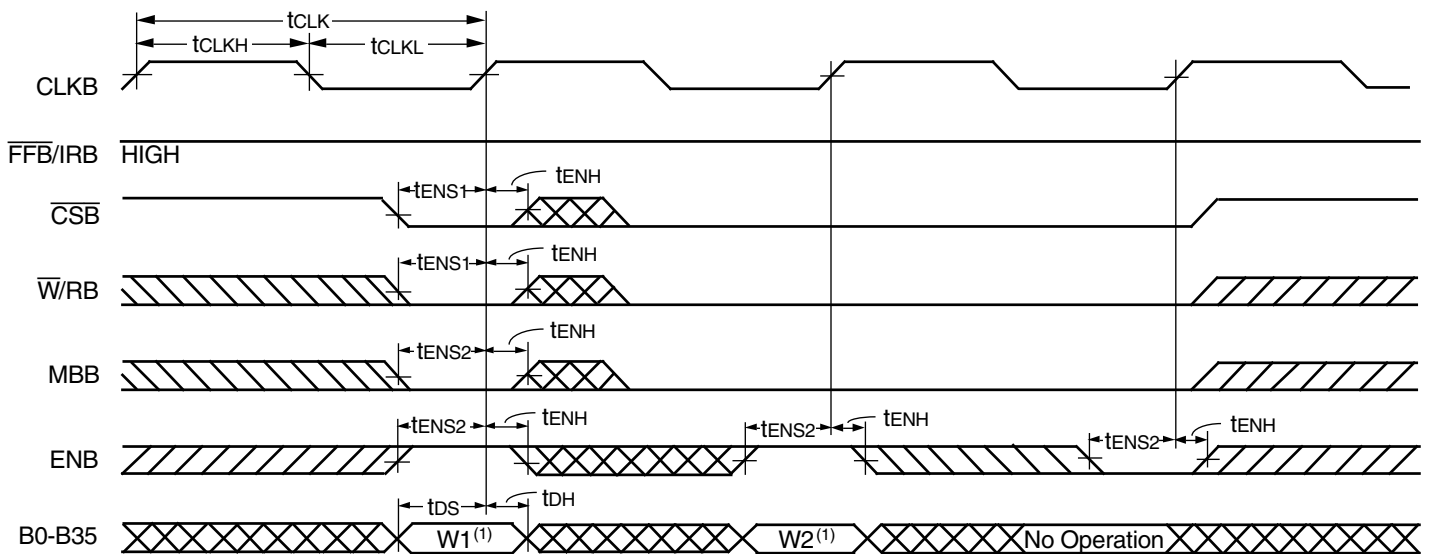 tCLK
tCLKH tCLKL
CLKB
FFB/IRB HIGH
tENS1 tENH
CSB
tENS1 tENH
W/RB
tENS2 tENH
MBB
tENS2 tENH tENS2 tENH tENS2 tENH
ENB
tDS tDH
B0-B35 W1(1) W2(1) No Operation